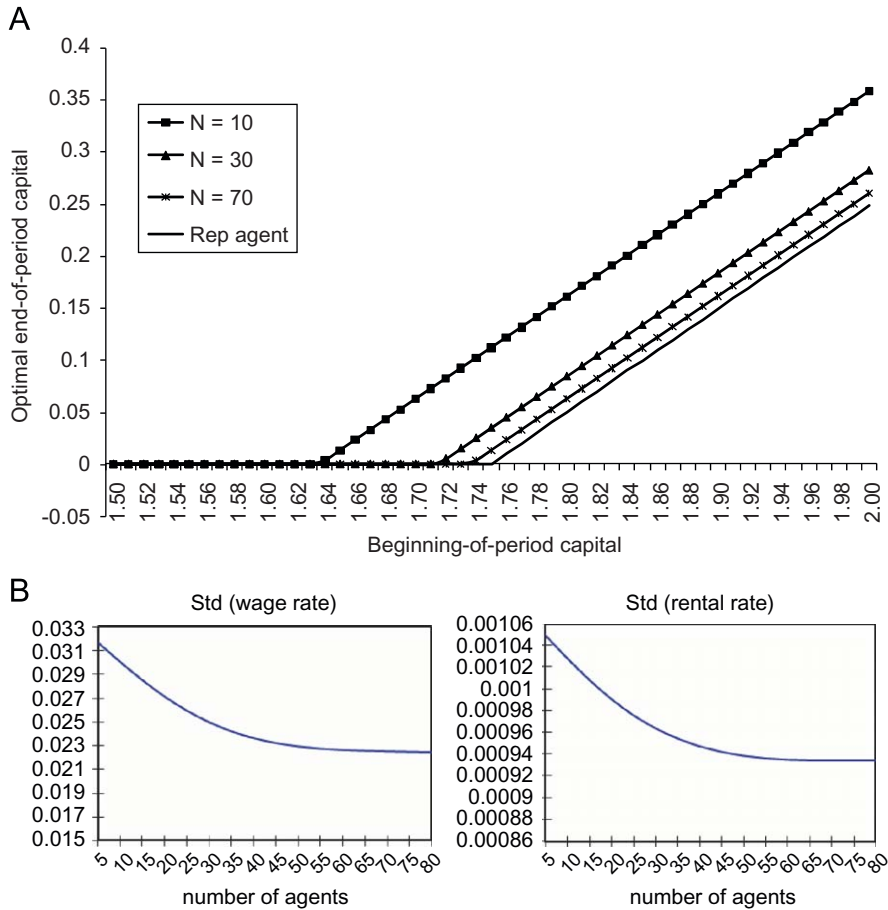 A
Optimal end-of-period capital
0.4
0.35
0.3
0.25
0.2
0.15
0.1
0.05
0
-0.05
N = 10
N = 30
N = 70
Rep agent
1.50 1.52 1.54 1.56 1.58 1.60 1.62 1.64 1.66 1.68 1.70 1.72 1.74 1.76 1.78 1.80 1.82 1.84 1.86 1.88 1.90 1.92 1.94 1.96 1.98 2.00
Beginning-of-period capital
B
Std (wage rate)
0.033
0.031
0.029
0.027
0.025
0.023
0.021
0.019
0.017
0.015
5 10 15 20 25 30 35 40 45 50 55 60 65 70 75 80
number of agents
Std (rental rate)
0.00106
0.00104
0.00102
0.001
0.00098
0.00096
0.00094
0.00092
0.0009
0.00088
0.00086
5 10 15 20 25 30 35 40 45 50 55 60 65 70 75 80
number of agents